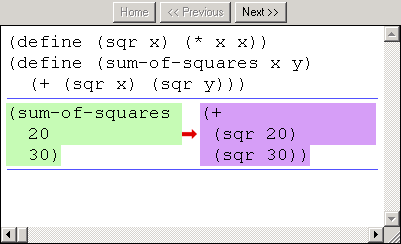 Home << Previous Next >>
(define (sqr x) (* x x))
(define (sum-of-squares x y)
  (+ (sqr x) (sqr y)))
(sum-of-squares
  20
  30)
(+
 (sqr 20)
 (sqr 30))